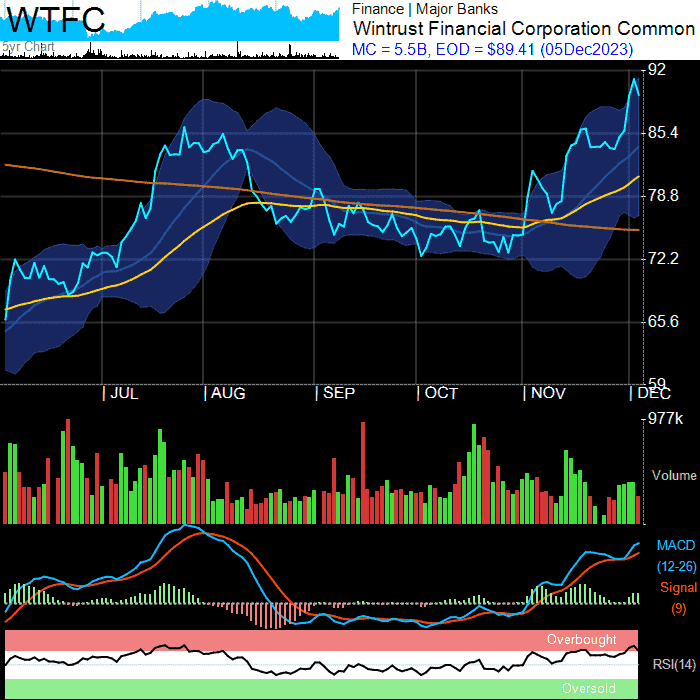 WTFC
5yr Chart
Finance | Major Banks
Wintrust Financial Corporation Common
MC = 5.5B, EOD = $89.41 (05Dec2023)
92
85.4
78.8
72.2
65.6
59
| JUL | AUG | SEP | OCT | NOV | DEC
977k
Volume
MACD
(12-26)
Signal
(9)
Overbought
RSI(14)
Oversold